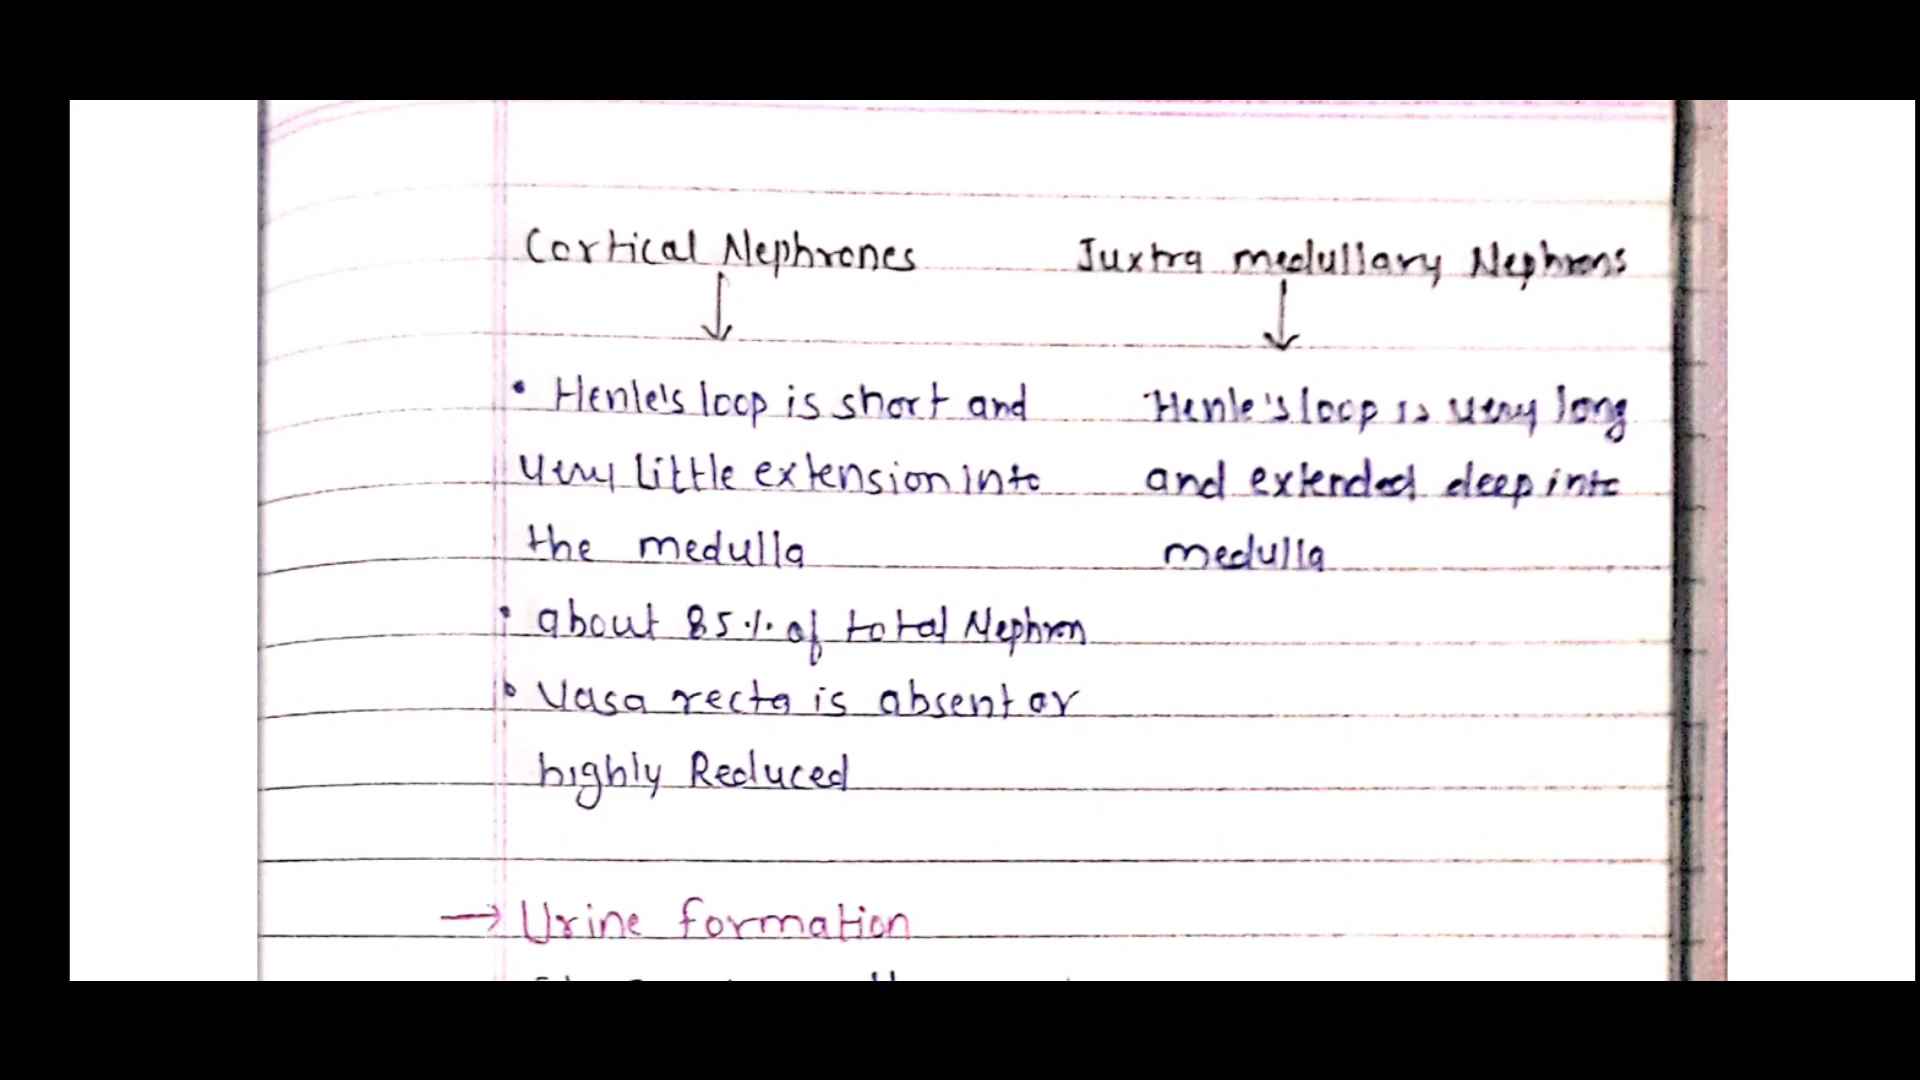 Cortical Nephrones Juxtra medullary Nephrons
• Henle's loop is short and Henle's loop is very long
very little extension into and extended deep into
the medulla medulla
• about 85% of total Nephron
• Vasa recta is absent or
highly Reduced
→ Urine formation